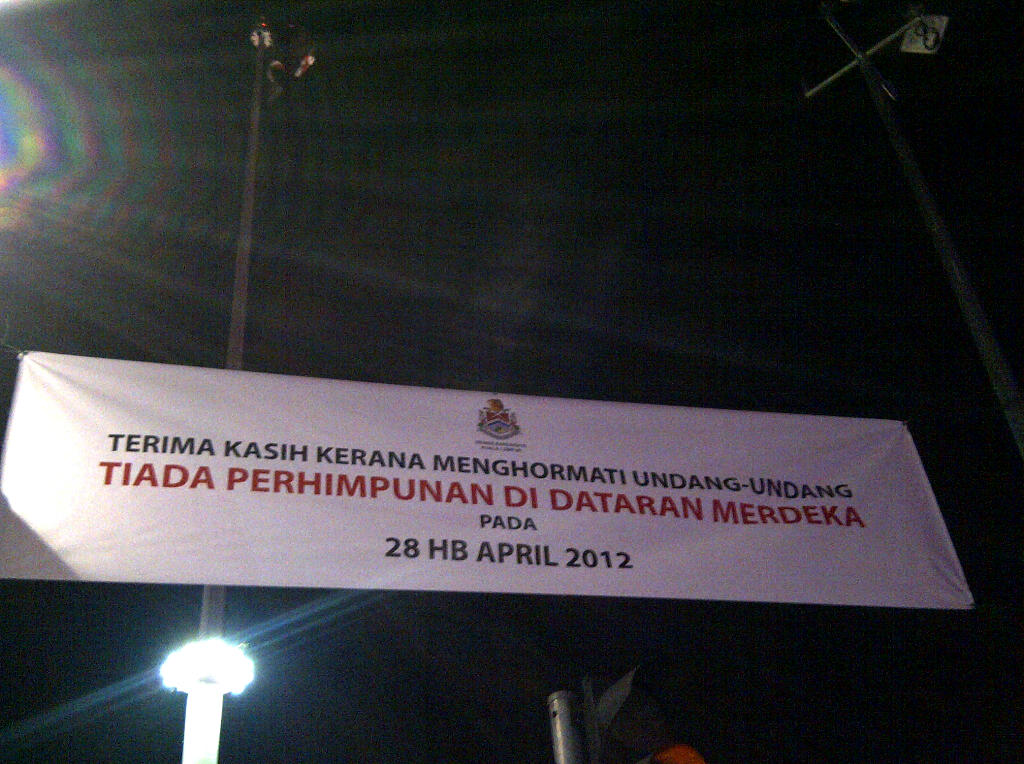 TERIMA KASIH KERANA MENGHORMATI UNDANG-UNDANG
TIADA PERHIMPUNAN DI DATARAN MERDEKA
PADA
28 HB APRIL 2012